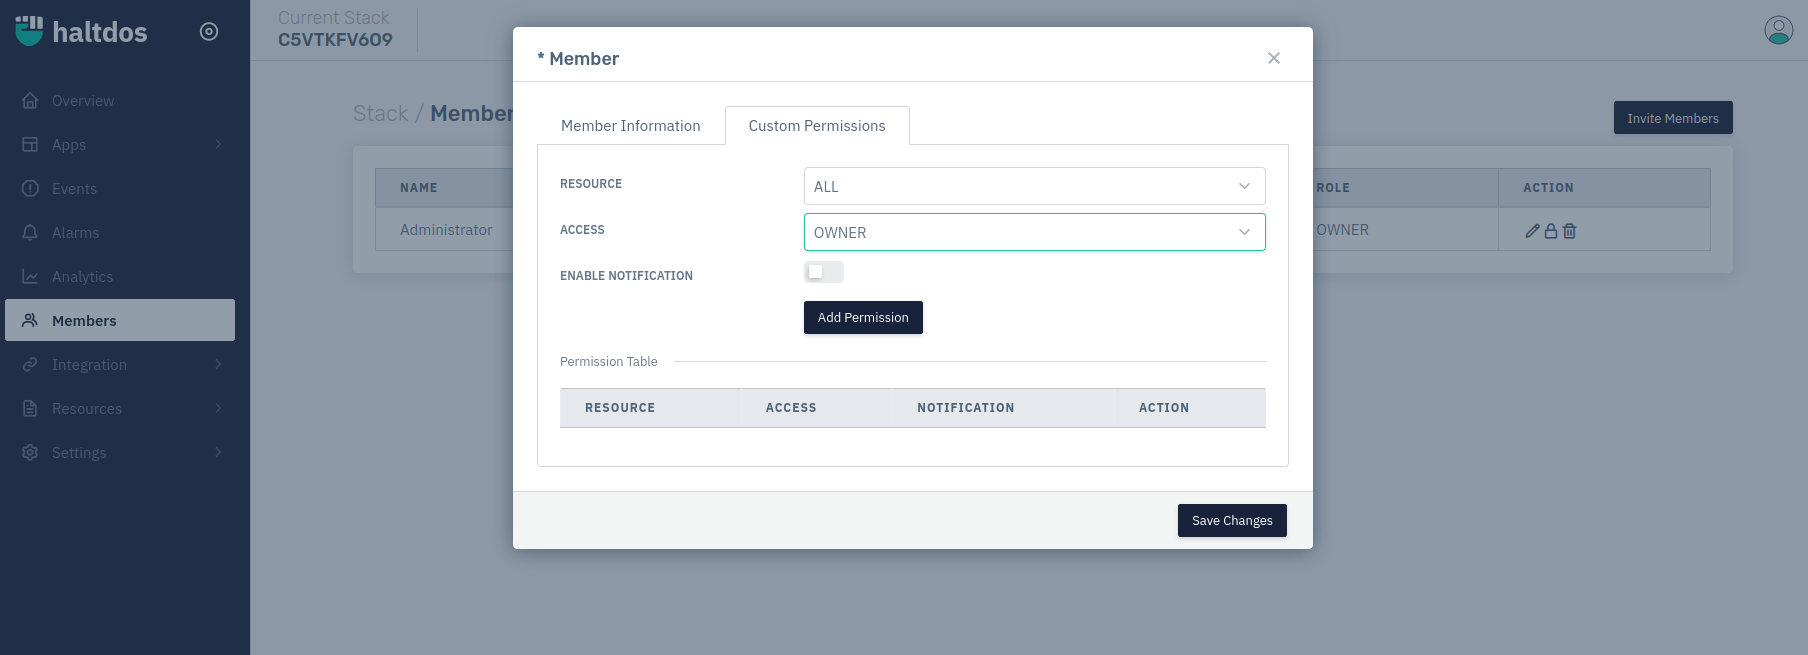 haltdos
Current Stack
C5VTKFV6O9
Overview
Apps
Events
Alarms
Analytics
Members
Integration
Resources
Settings
Stack / Member
Invite Members
NAME
ROLE
ACTION
Administrator
OWNER
* Member
Member Information
Custom Permissions
RESOURCE
ALL
ACCESS
OWNER
ENABLE NOTIFICATION
Add Permission
Permission Table
RESOURCE
ACCESS
NOTIFICATION
ACTION
Save Changes